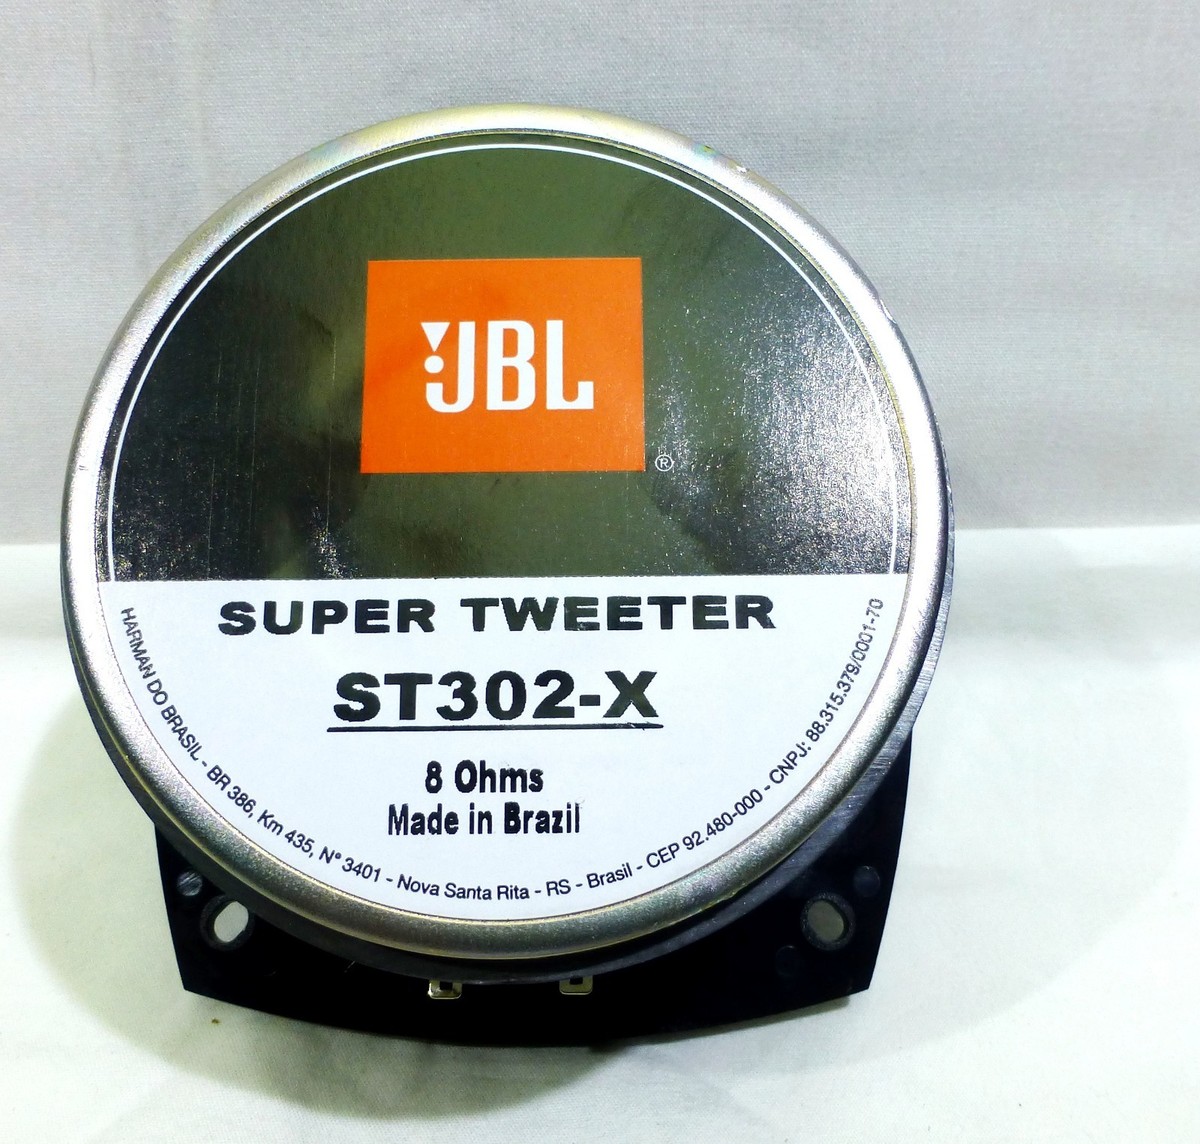 JBL
®
SUPER TWEETER
ST302-X
8 Ohms
Made in Brazil
HARMAN DO BRASIL - BR 386, Km 435, N° 3401 - Nova Santa Rita - RS - Brasil - CEP 92.480-000 - CNPJ: 88.315.379/0001-70